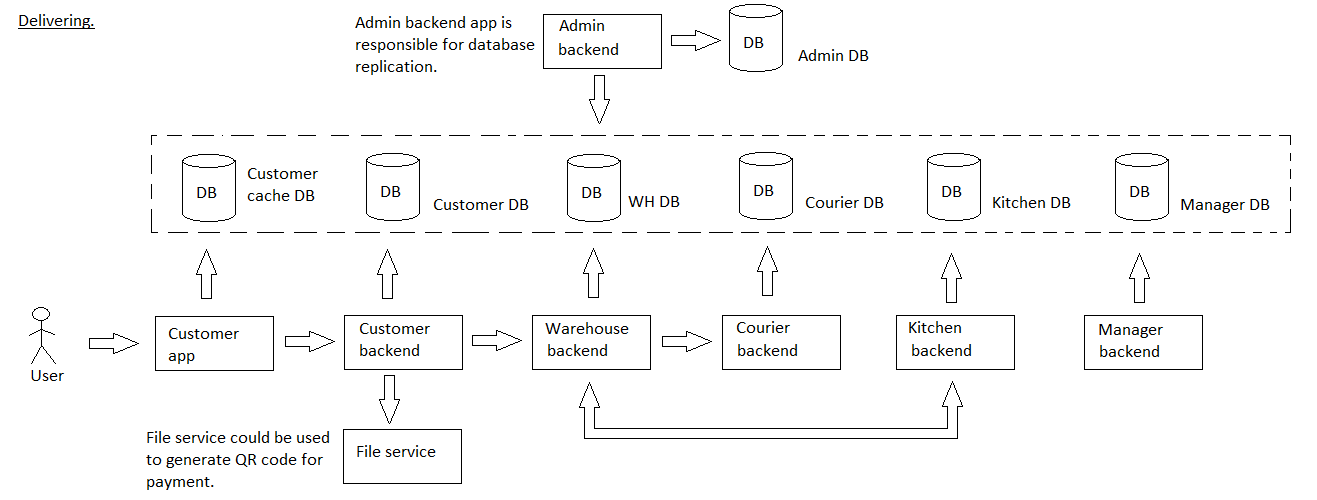 Delivering.
Admin backend app is
responsible for database
replication.
Admin
backend
DB
Admin DB
DB
Customer
cache DB
DB
Customer DB
DB
WH DB
DB
Courier DB
DB
Kitchen DB
DB
Manager DB
User
Customer
app
Customer
backend
Warehouse
backend
Courier
backend
Kitchen
backend
Manager
backend
File service could be used
to generate QR code for
payment.
File service